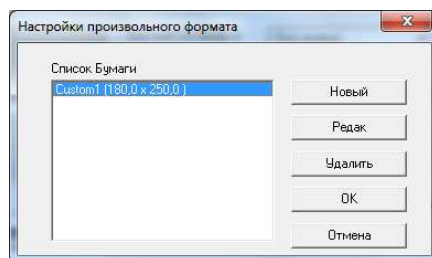 Настройки произвольного формата
Список Бумаги
Custom1 (180,0 x 250,0 )
Новый
Редак
Удалить
OK
Отмена